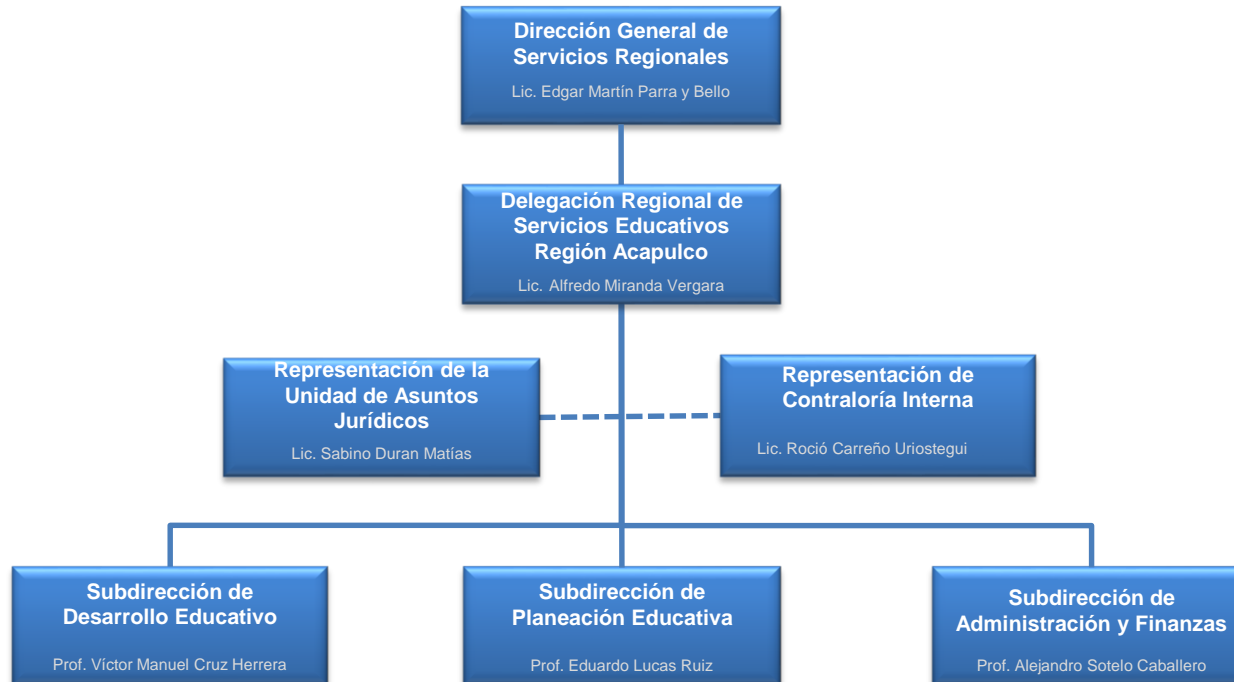 Dirección General de
Servicios Regionales
Lic. Edgar Martín Parra y Bello
Delegación Regional de
Servicios Educativos
Región Acapulco
Lic. Alfredo Miranda Vergara
Representación de la
Unidad de Asuntos
Jurídicos
Lic. Sabino Duran Matías
Representación de
Contraloría Interna
Lic. Roció Carreño Uriostegui
Subdirección de
Desarrollo Educativo
Prof. Víctor Manuel Cruz Herrera
Subdirección de
Planeación Educativa
Prof. Eduardo Lucas Ruiz
Subdirección de
Administración y Finanzas
Prof. Alejandro Sotelo Caballero